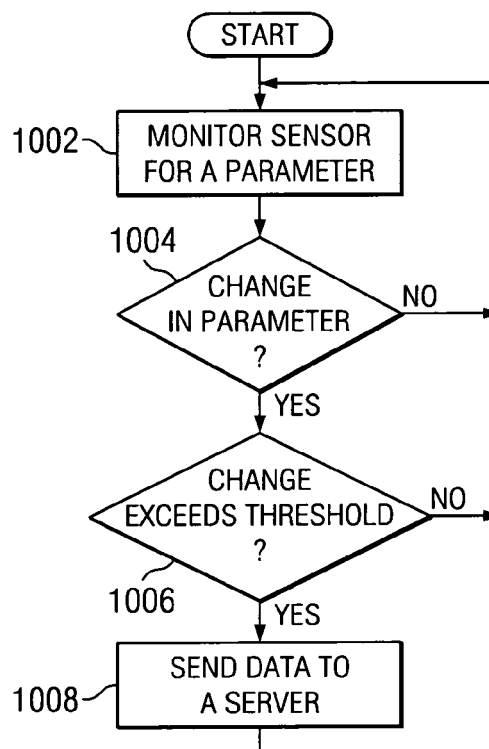 START
1002
MONITOR SENSOR
FOR A PARAMETER
1004
CHANGE
IN PARAMETER
?
NO
YES
CHANGE
EXCEEDS THRESHOLD
?
NO
1006
YES
1008
SEND DATA TO
A SERVER